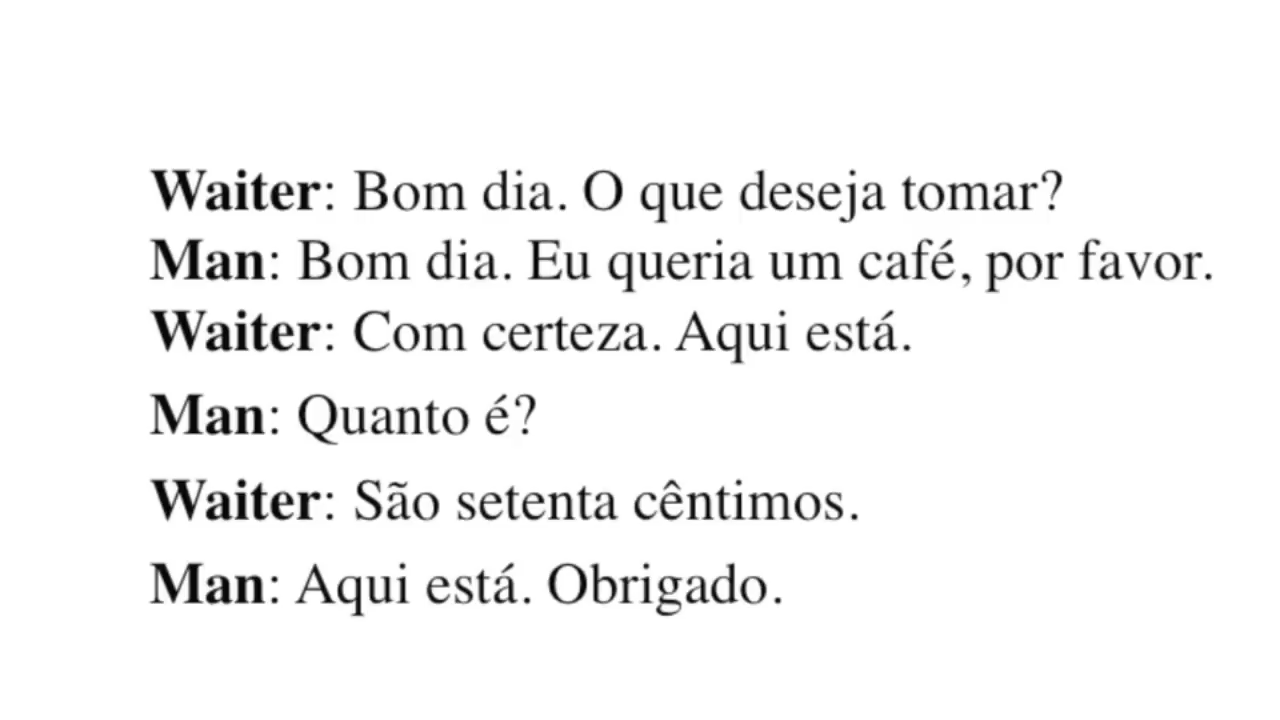 Waiter: Bom dia. O que deseja tomar?
Man: Bom dia. Eu queria um café, por favor.
Waiter: Com certeza. Aqui está.
Man: Quanto é?
Waiter: São setenta cêntimos.
Man: Aqui está. Obrigado.